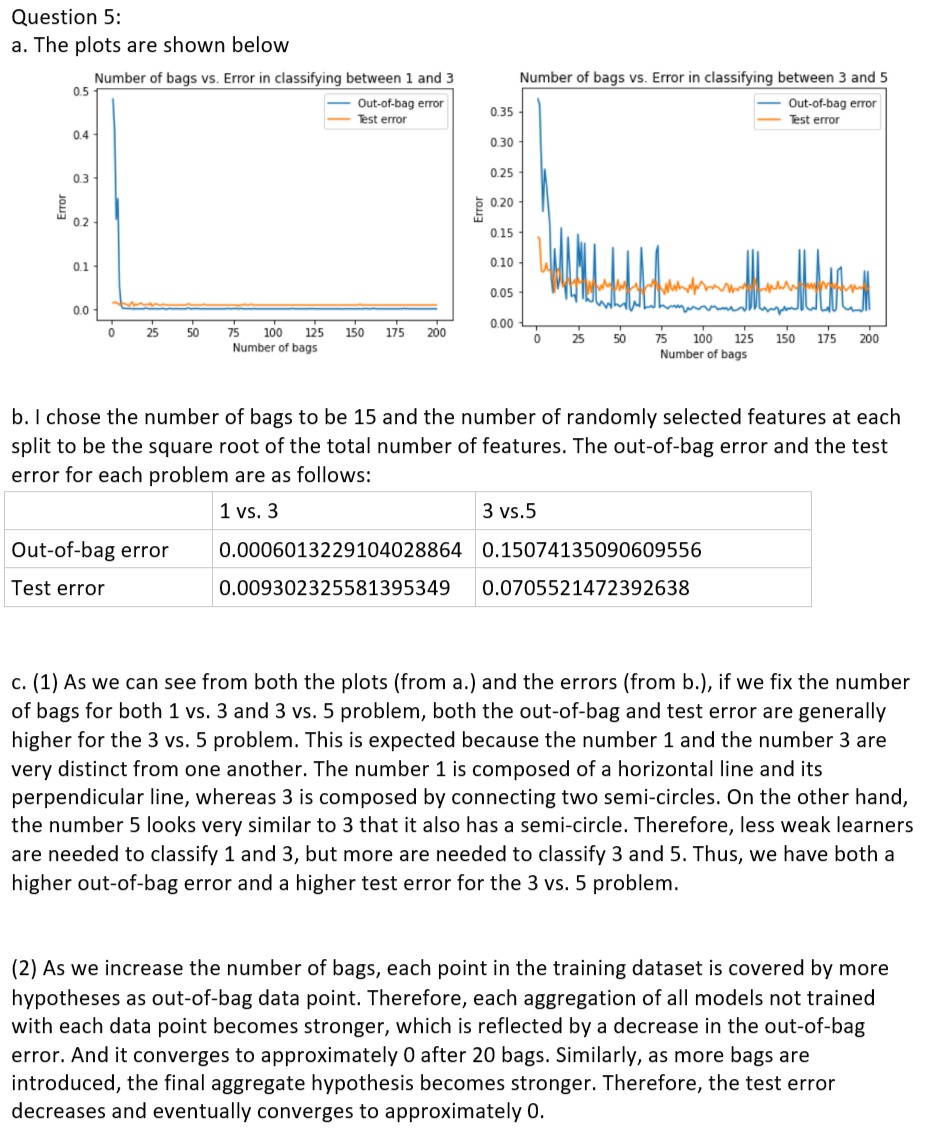 Question 5:
a. The plots are shown below
Number of bags vs. Error in classifying between 1 and 3
Out-of-bag error
Test error
0.5
0.4
0.3
0.2
0.1
0.0
Error
0 25 50 75 100 125 150 175 200
Number of bags
Number of bags vs. Error in classifying between 3 and 5
Out-of-bag error
Test error
0.35
0.30
0.25
0.20
0.15
0.10
0.05
0.00
Error
0 25 50 75 100 125 150 175 200
Number of bags
b. I chose the number of bags to be 15 and the number of randomly selected features at each
split to be the square root of the total number of features. The out-of-bag error and the test
error for each problem are as follows:
1 vs. 3 3 vs.5
Out-of-bag error 0.0006013229104028864 0.15074135090609556
Test error 0.009302325581395349 0.0705521472392638
c. (1) As we can see from both the plots (from a.) and the errors (from b.), if we fix the number
of bags for both 1 vs. 3 and 3 vs. 5 problem, both the out-of-bag and test error are generally
higher for the 3 vs. 5 problem. This is expected because the number 1 and the number 3 are
very distinct from one another. The number 1 is composed of a horizontal line and its
perpendicular line, whereas 3 is composed by connecting two semi-circles. On the other hand,
the number 5 looks very similar to 3 that it also has a semi-circle. Therefore, less weak learners
are needed to classify 1 and 3, but more are needed to classify 3 and 5. Thus, we have both a
higher out-of-bag error and a higher test error for the 3 vs. 5 problem.
(2) As we increase the number of bags, each point in the training dataset is covered by more
hypotheses as out-of-bag data point. Therefore, each aggregation of all models not trained
with each data point becomes stronger, which is reflected by a decrease in the out-of-bag
error. And it converges to approximately 0 after 20 bags. Similarly, as more bags are
introduced, the final aggregate hypothesis becomes stronger. Therefore, the test error
decreases and eventually converges to approximately 0.